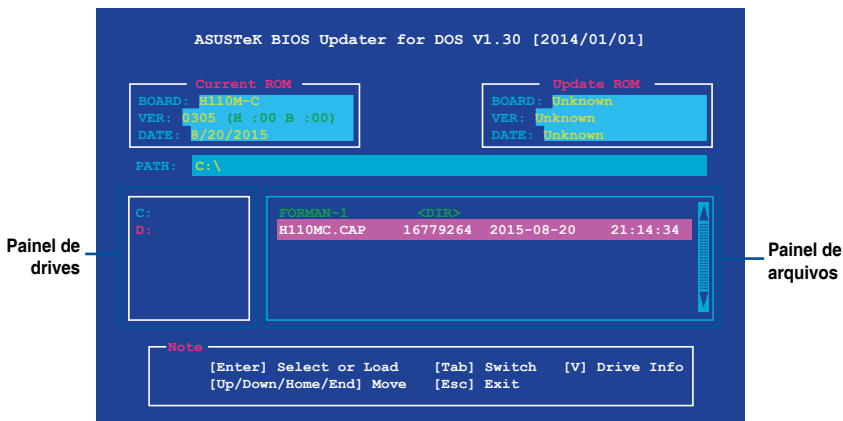 ASUSTeK BIOS Updater for DOS V1.30 [2014/01/01]
Current ROM
BOARD: H110M-C
VER: 0305 (H :00 B :00)
DATE: 8/20/2015
Update ROM
BOARD: Unknown
VER: Unknown
DATE: Unknown
PATH: C:\
C:
D:
FORMAN~1 <DIR>
H110MC.CAP 16779264 2015-08-20 21:14:34
Painel de
drives
Painel de
arquivos
Note
[Enter] Select or Load [Tab] Switch [V] Drive Info
[Up/Down/Home/End] Move [Esc] Exit